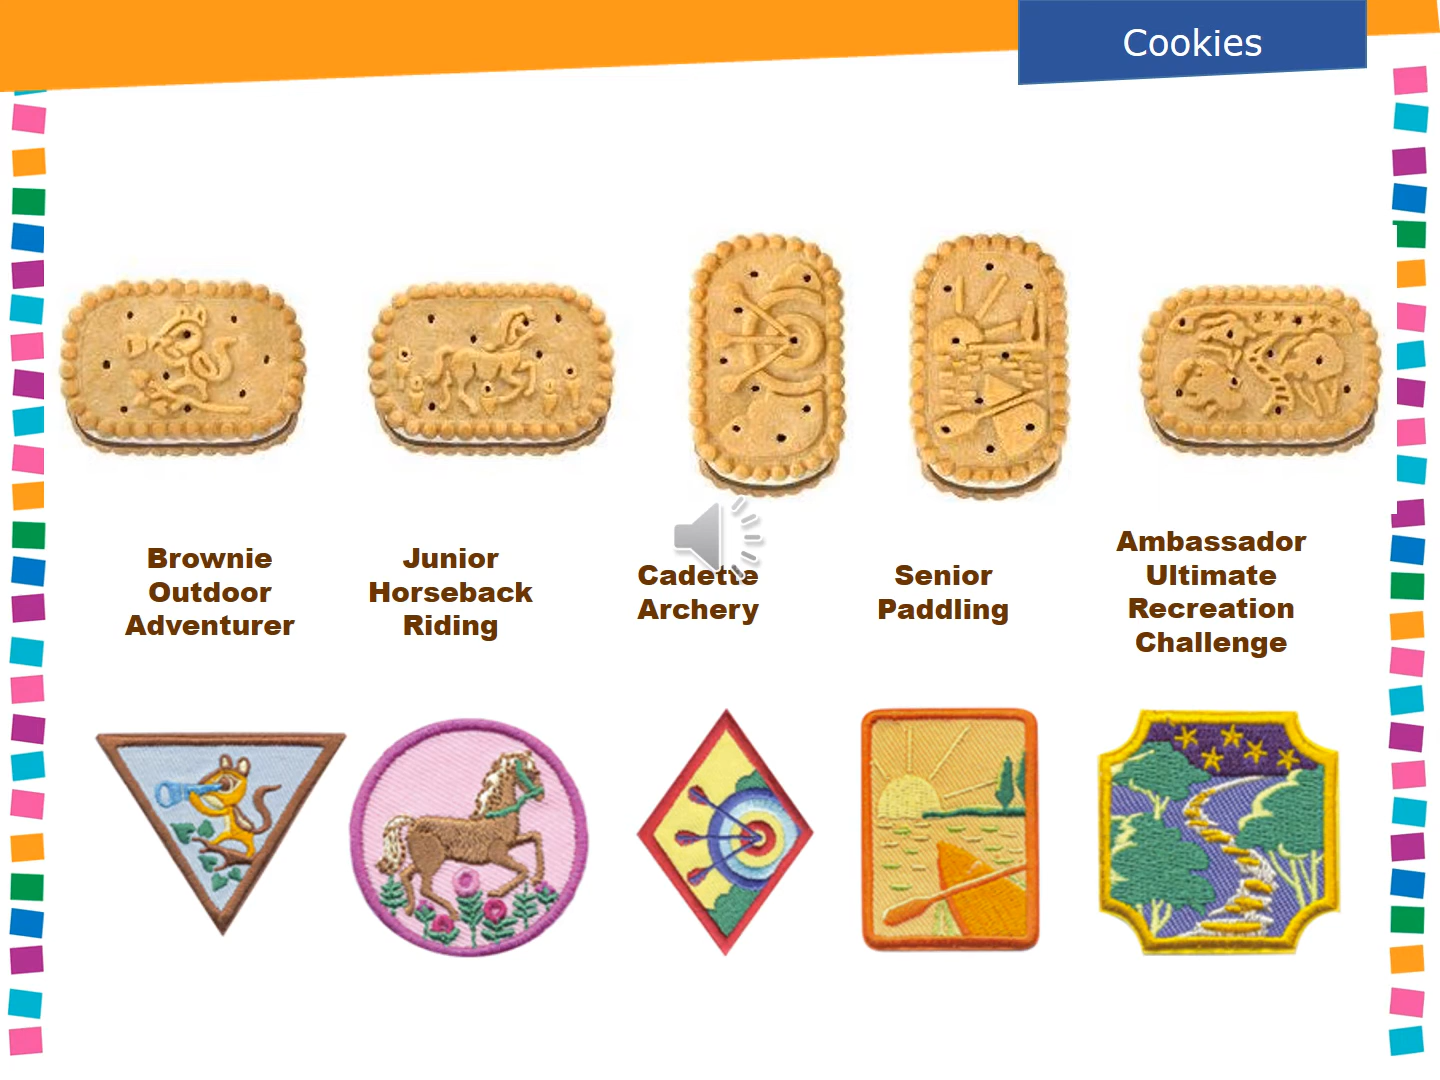 Cookies
Brownie
Outdoor
Adventurer
Junior
Horseback
Riding
Cadette
Archery
Senior
Paddling
Ambassador
Ultimate
Recreation
Challenge